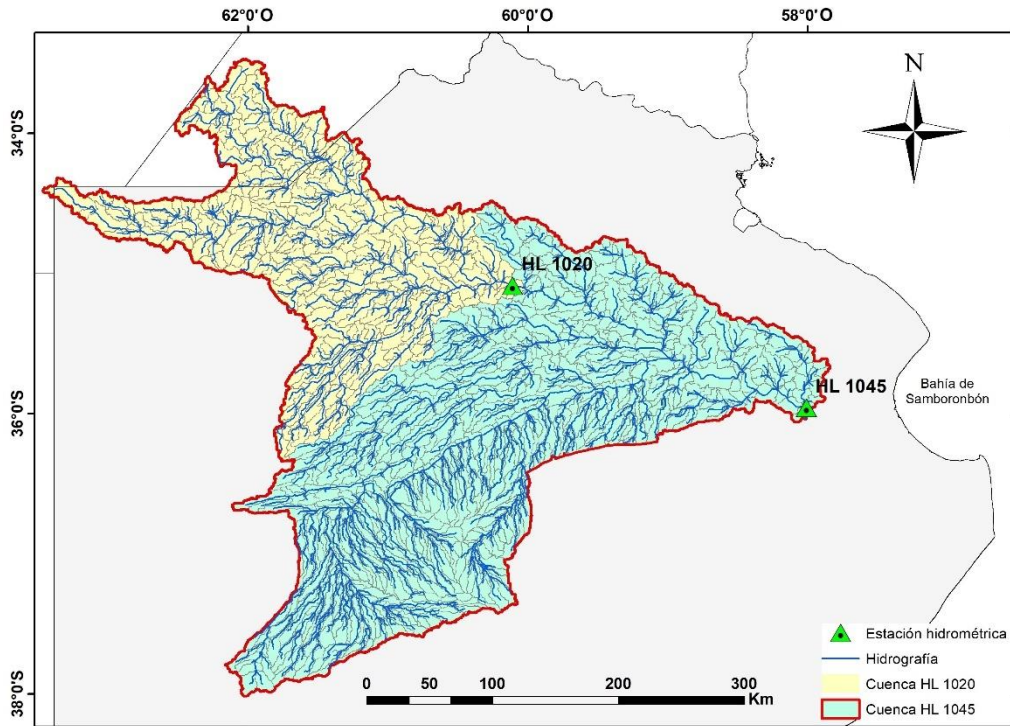 62°0'O 60°0'O 58°0'O
N
34°0'S
HL 1020
HL 1045
36°0'S
Bahía de
Samboronbón
Estación hidrométrica
Hidrografía
Cuenca HL 1020
Cuenca HL 1045
38°0'S
0 50 100 200 300
Km